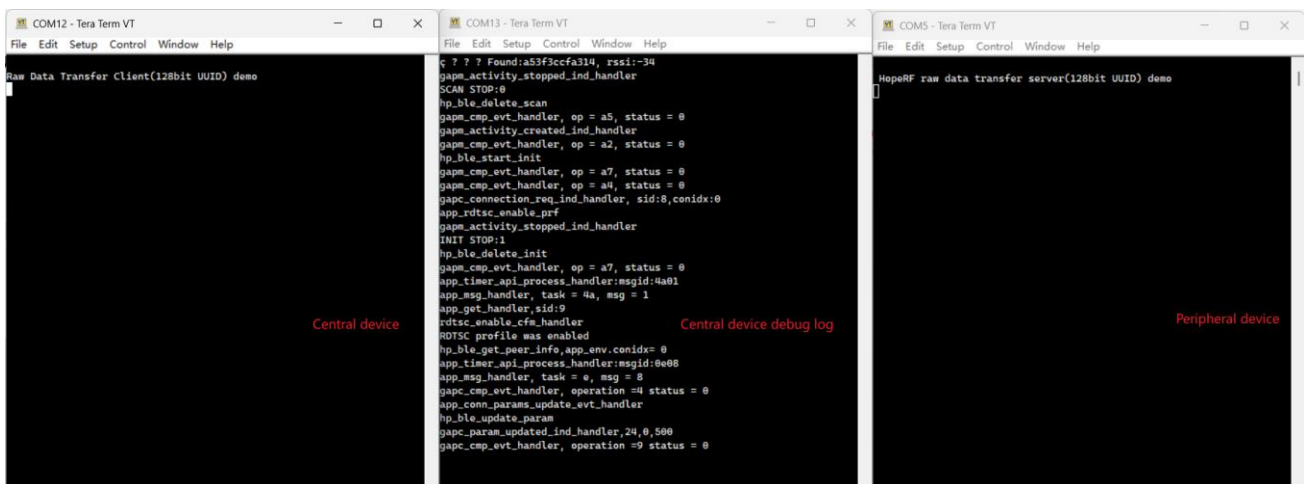 COM12 - Tera Term VT
File Edit Setup Control Window Help
Raw Data Transfer Client(128bit UUID) demo
Central device
COM13 - Tera Term VT
File Edit Setup Control Window Help
ç ? ? ? Found:a53f3ccfa314, rssi:-34
gapm_activity_stopped_ind_handler
SCAN STOP:0
hp_ble_delete_scan
gapm_cmp_evt_handler, op = a5, status = 0
gapm_activity_created_ind_handler
gapm_cmp_evt_handler, op = a2, status = 0
hp_ble_start_init
gapm_cmp_evt_handler, op = a7, status = 0
gapm_cmp_evt_handler, op = a4, status = 0
gapc_connection_req_ind_handler, sid:8,conidx:0
app_rdtsc_enable_prf
gapm_activity_stopped_ind_handler
INIT STOP:1
hp_ble_delete_init
gapm_cmp_evt_handler, op = a7, status = 0
app_timer_api_process_handler:msgid:4a01
app_msg_handler, task = 4a, msg = 1
app_get_handler,sid:9
rdtsc_enable_cfm_handler
RDTSC profile was enabled
hp_ble_get_peer_info,app_env.conidx= 0
app_timer_api_process_handler:msgid:0e08
app_msg_handler, task = e, msg = 8
gapc_cmp_evt_handler, operation =4 status = 0
app_conn_params_update_evt_handler
hp_ble_update_param
gapc_param_updated_ind_handler,24,0,500
gapc_cmp_evt_handler, operation =9 status = 0
Central device debug log
COM5 - Tera Term VT
File Edit Setup Control Window Help
HopeRF raw data transfer server(128bit UUID) demo
Peripheral device